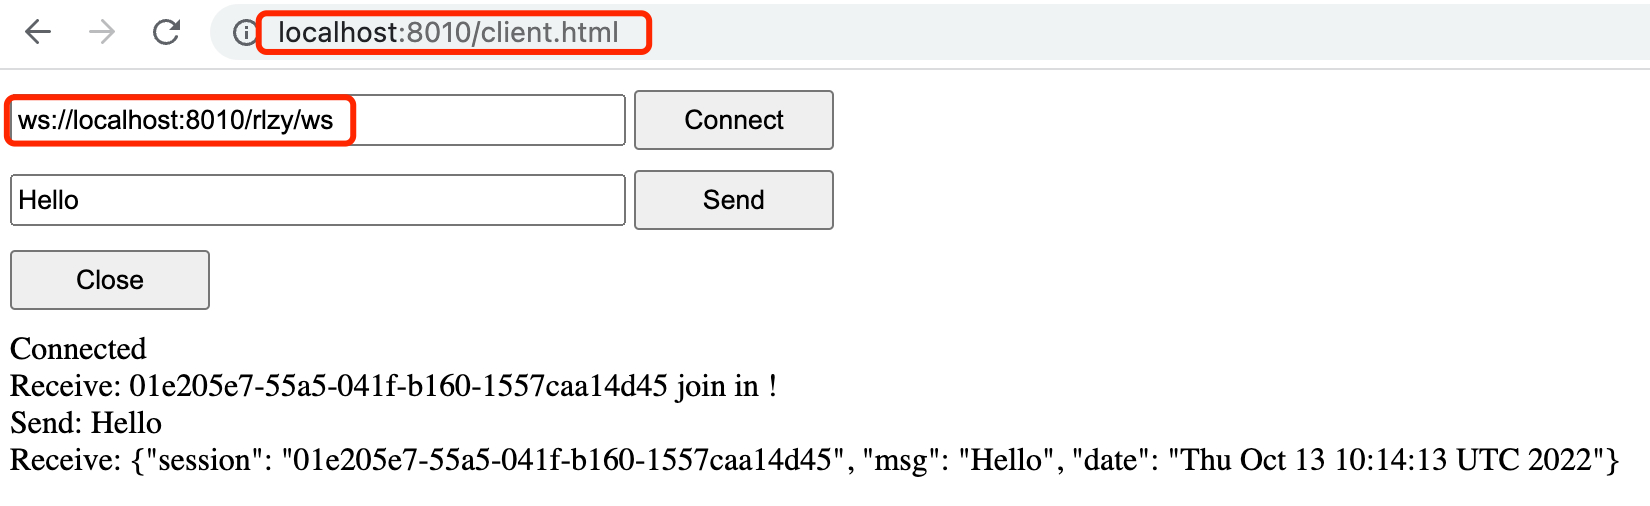 localhost:8010/client.html
ws://localhost:8010/rlzy/ws
Connect
Hello
Send
Close
Connected
Receive: 01e205e7-55a5-041f-b160-1557caa14d45 join in !
Send: Hello
Receive: {"session": "01e205e7-55a5-041f-b160-1557caa14d45", "msg": "Hello", "date": "Thu Oct 13 10:14:13 UTC 2022"}